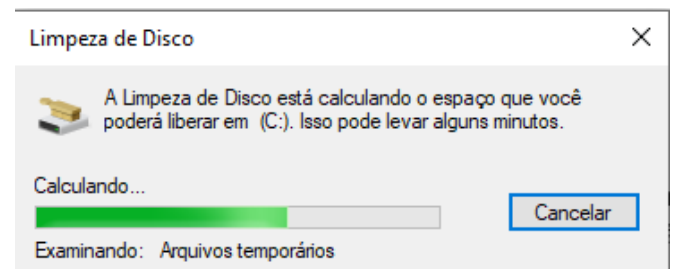 Limpeza de Disco
A Limpeza de Disco está calculando o espaço que você
poderá liberar em  (C:). Isso pode levar alguns minutos.
Calculando...
Cancelar
Examinando:   Arquivos temporários